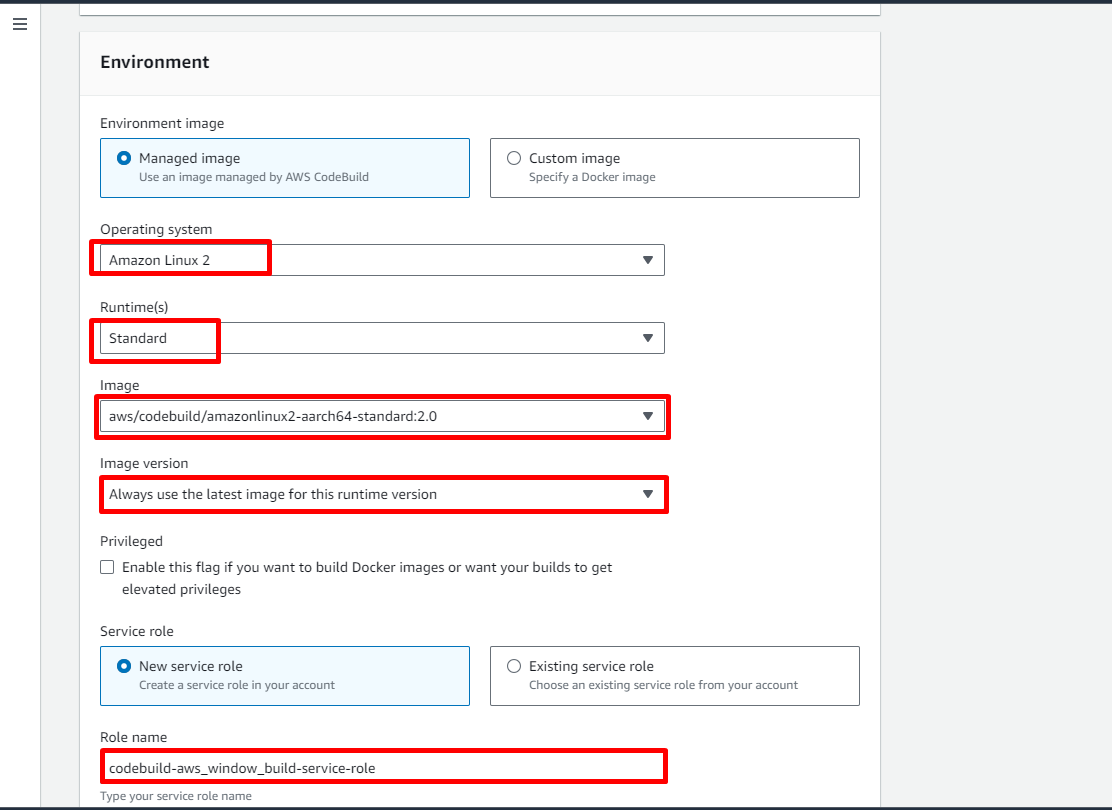 Environment
Environment image
Managed image
Use an image managed by AWS CodeBuild
Custom image
Specify a Docker image
Operating system
Amazon Linux 2
Runtime(s)
Standard
Image
aws/codebuild/amazonlinux2-aarch64-standard:2.0
Image version
Always use the latest image for this runtime version
Privileged
Enable this flag if you want to build Docker images or want your builds to get
elevated privileges
Service role
New service role
Create a service role in your account
Existing service role
Choose an existing service role from your account
Role name
codebuild-aws_window_build-service-role
Type your service role name